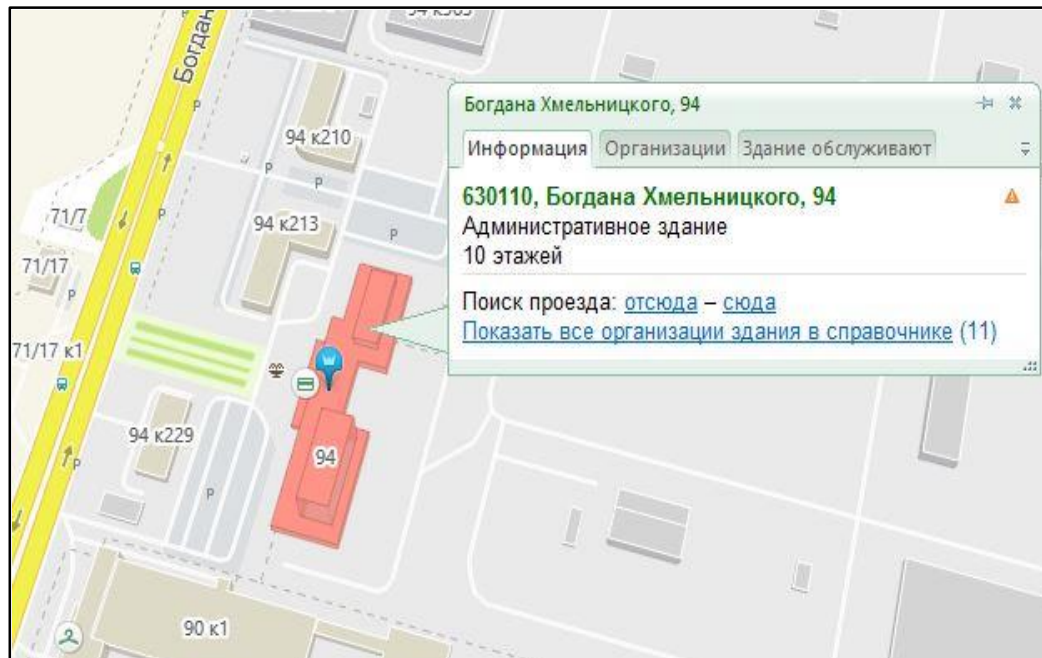 Богдан
94 к210
94 к213
71/7
71/17
71/17 к1
94 к229
94
90 к1
P
P
P
P
P
P
P
P
P
Богдана Хмельницкого, 94
Информация Организации Здание обслуживают
630110, Богдана Хмельницкого, 94
Административное здание
10 этажей
Поиск проезда: отсюда – сюда
Показать все организации здания в справочнике (11)